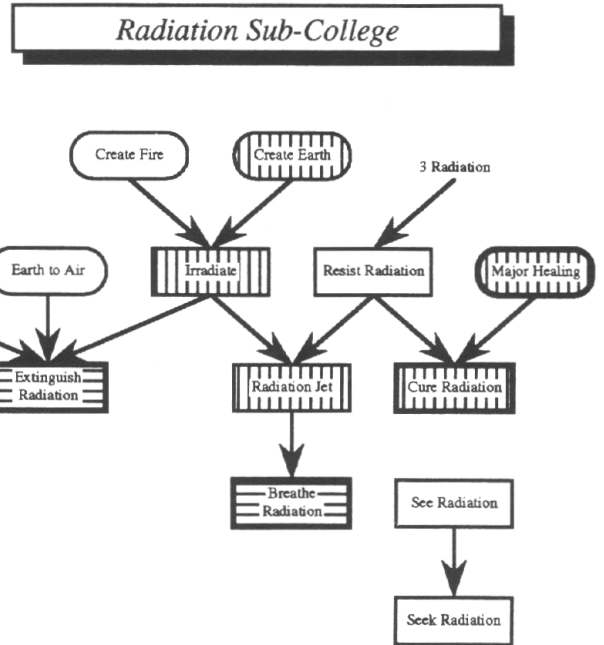 Radiation Sub-College
Create Fire
Create Earth
3 Radiation
Earth to Air
Irradiate
Resist Radiation
Major Healing
Extinguish
Radiation
Radiation Jet
Cure Radiation
Breathe
Radiation
See Radiation
Seek Radiation